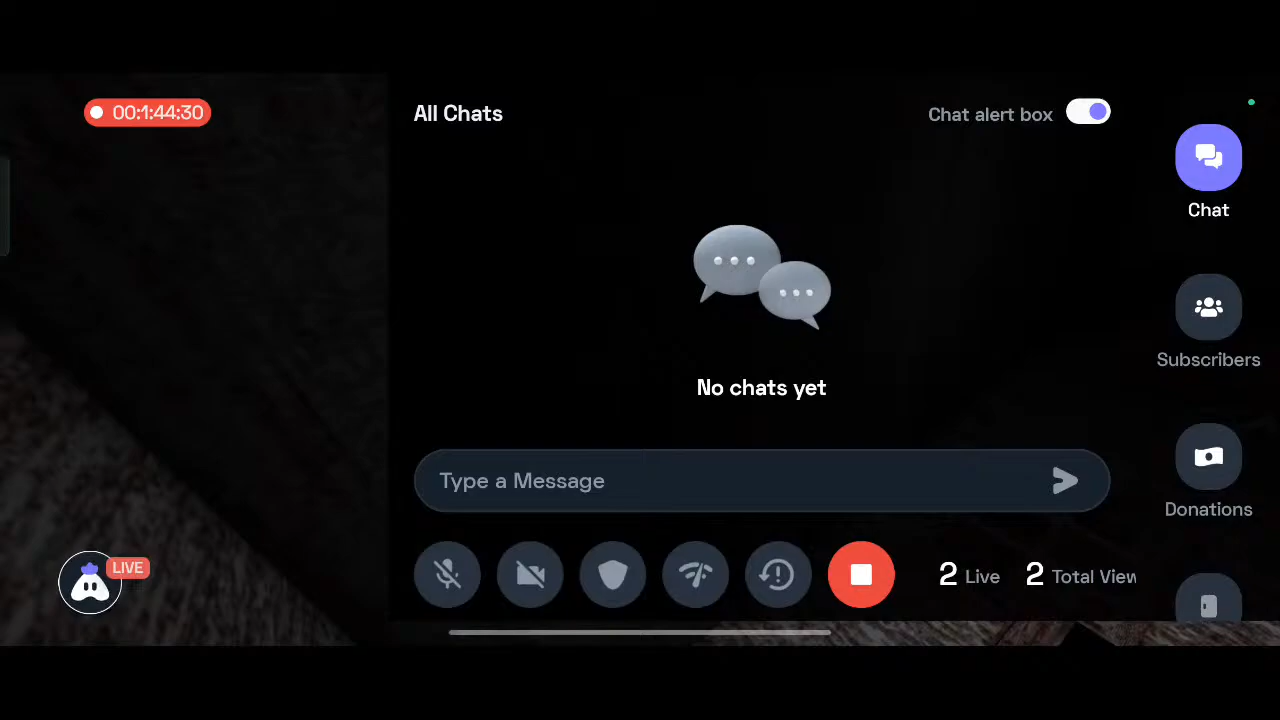 00:1:44:30
All Chats
Chat alert box
Chat
No chats yet
Subscribers
Type a Message
Donations
LIVE
2 Live
2 Total View